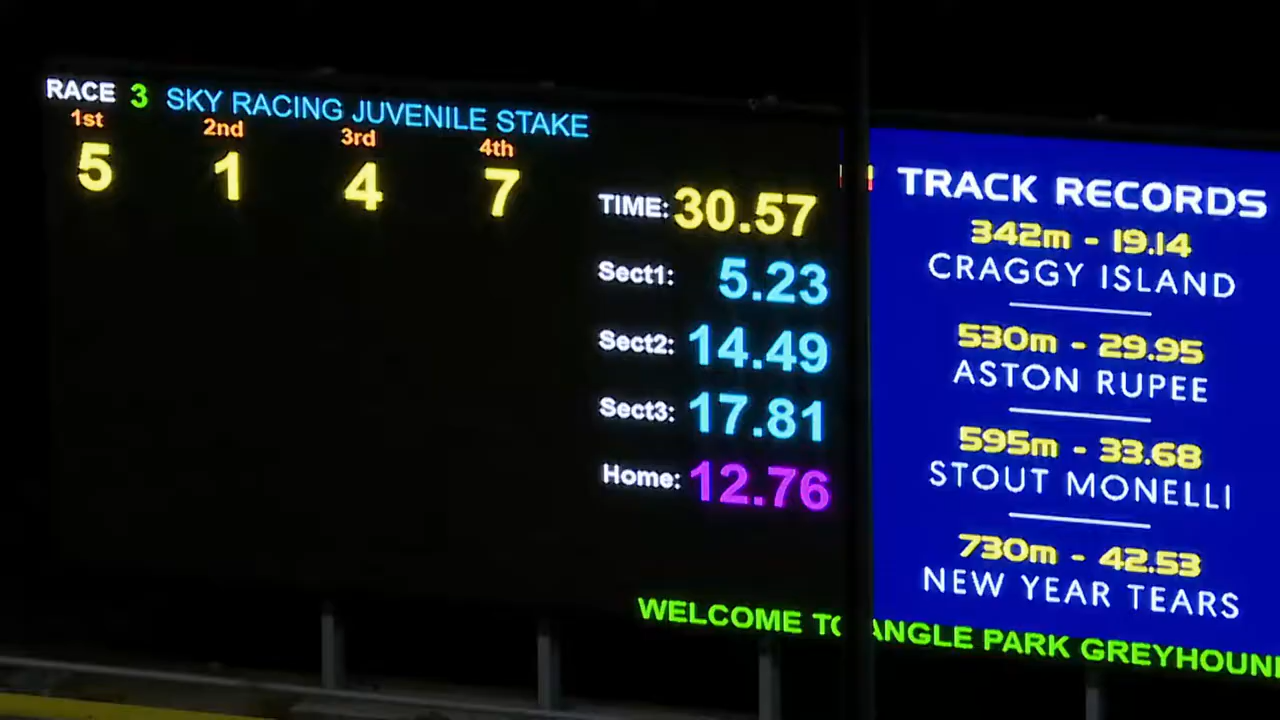 RACE 3 SKY RACING JUVENILE STAKE
1st 2nd 3rd 4th
5 1 4 7
TIME: 30.57
Sect1: 5.23
Sect2: 14.49
Sect3: 17.81
Home: 12.76
TRACK RECORDS
342m - 19.14
CRAGGY ISLAND
530m - 29.95
ASTON RUPEE
595m - 33.68
STOUT MONELLI
730m - 42.53
NEW YEAR TEARS
WELCOME TO ANGLE PARK GREYHOUN